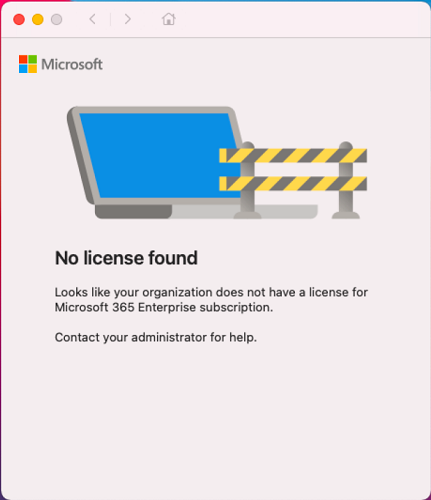 Microsoft
No license found
Looks like your organization does not have a license for
Microsoft 365 Enterprise subscription.
Contact your administrator for help.